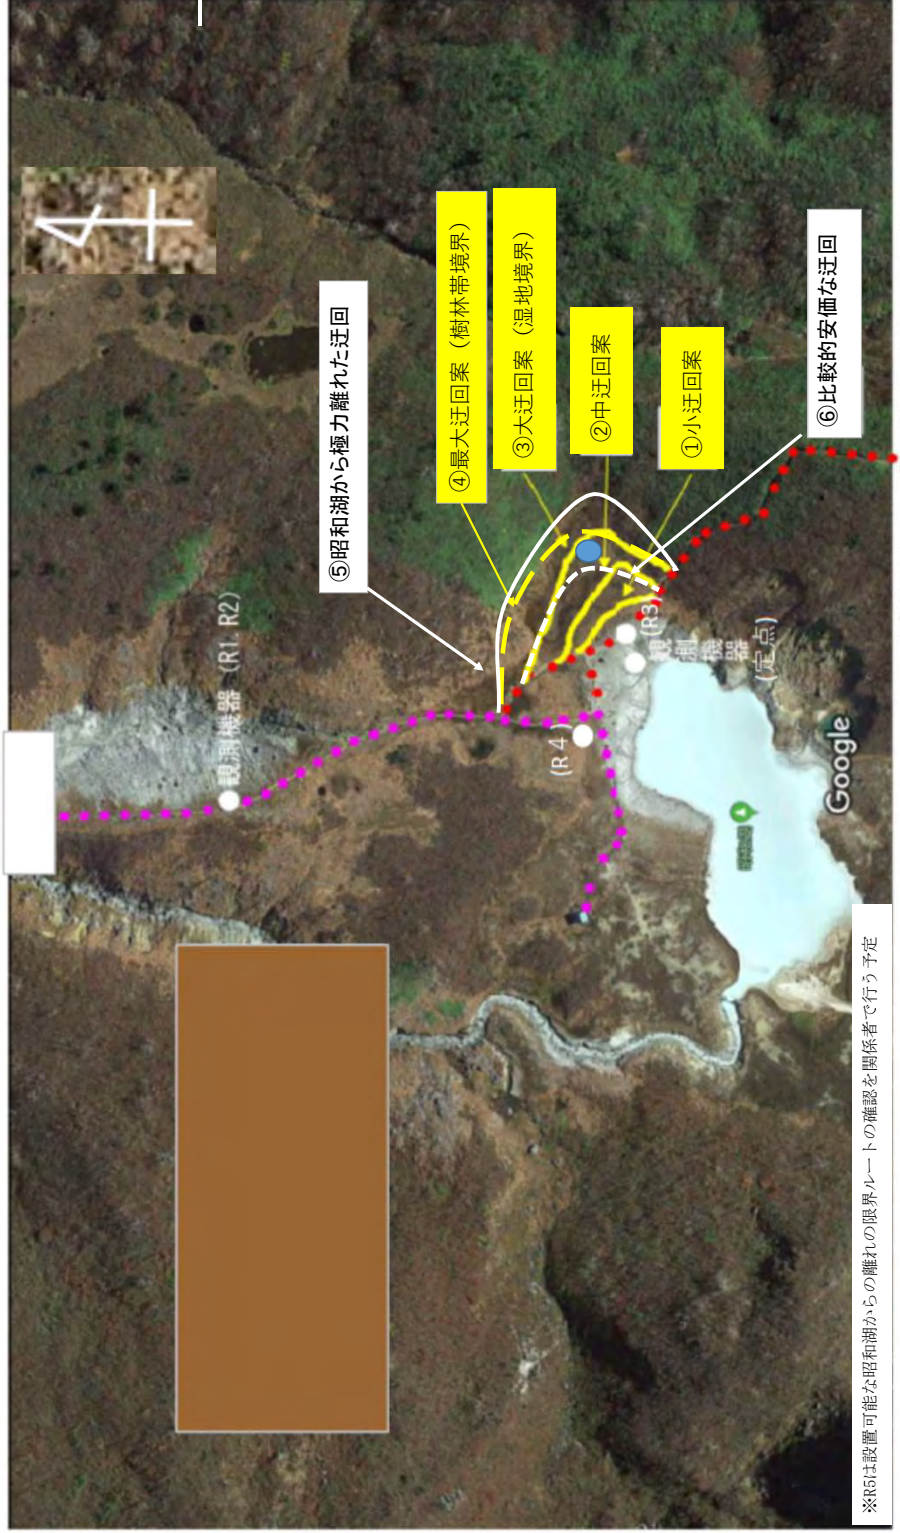 ⑤昭和湖から極力離れた迂回
④最大迂回案（樹林帯境界）
③大迂回案（湿地境界）
②中迂回案
①小迂回案
⑥比較的安価な迂回
観測機器（R1. R2）
(R４)
(R3)
観測機器
(定点)
Google
※R5は設置可能な昭和湖からの離れの限界ルートの確認を関係者で行う予定